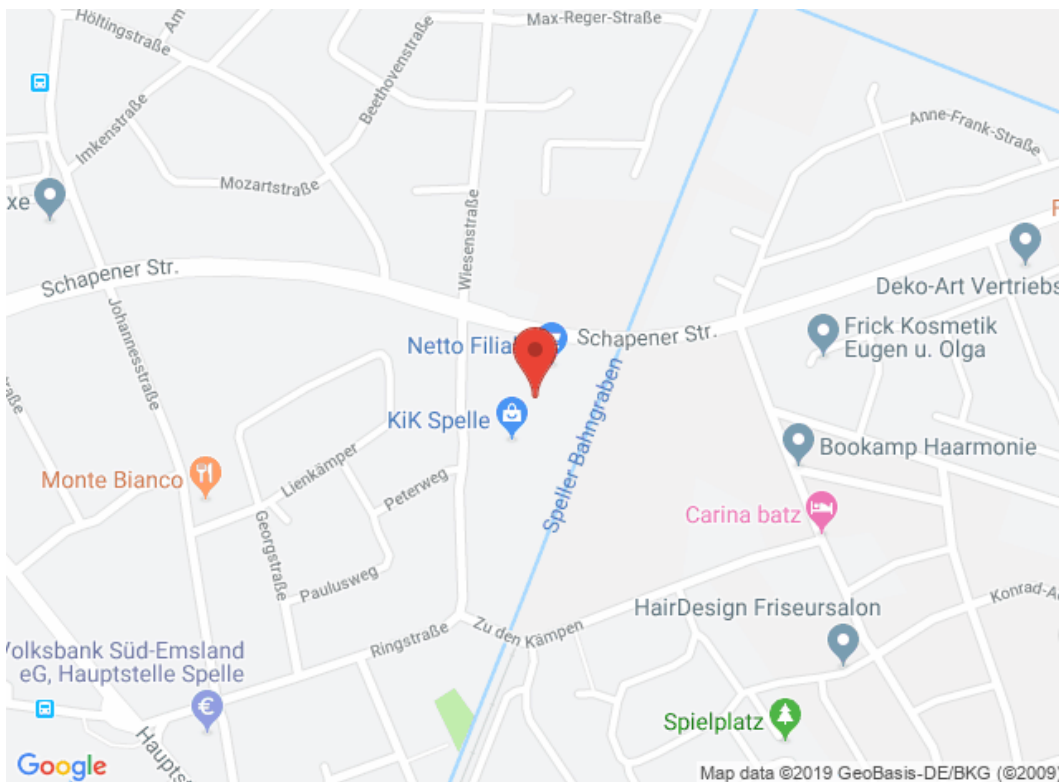 Höltingstraße
Am
Max-Reger-Straße
Beethovenstraße
Imkenstraße
Anne-Frank-Straße
Mozartstraße
xe
Wiesenstraße
Schapener Str.
Deko-Art Vertriebs
Johannesstraße
Netto Filial
Schapener Str.
Frick Kosmetik
Eugen u. Olga
KiK Spelle
Speller Bahngraben
Bookamp Haarmonie
Monte Bianco
Lienkämper
Peterweg
Carina batz
Georgstraße
Paulusweg
HairDesign Friseursalon
Konrad-A
Zu den Kämpen
Ringstraße
Volksbank Süd-Emsland
eG, Hauptstelle Spelle
Spielplatz
Hauptst
Google
Map data ©2019 GeoBasis-DE/BKG (©2009)